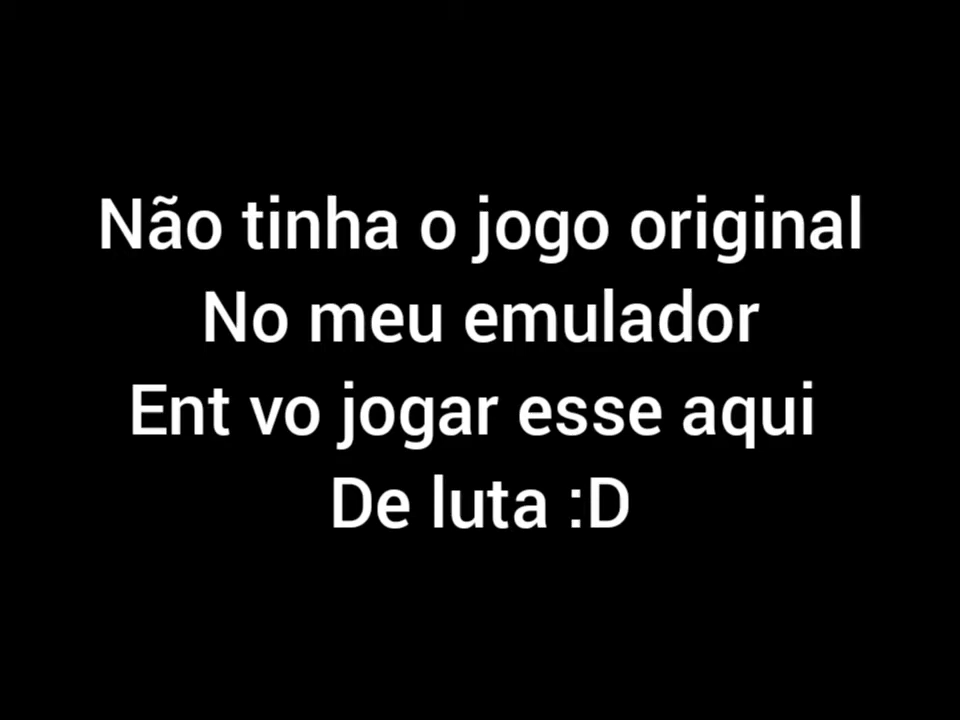 Não tinha o jogo original
No meu emulador
Ent vo jogar esse aqui
De luta :D